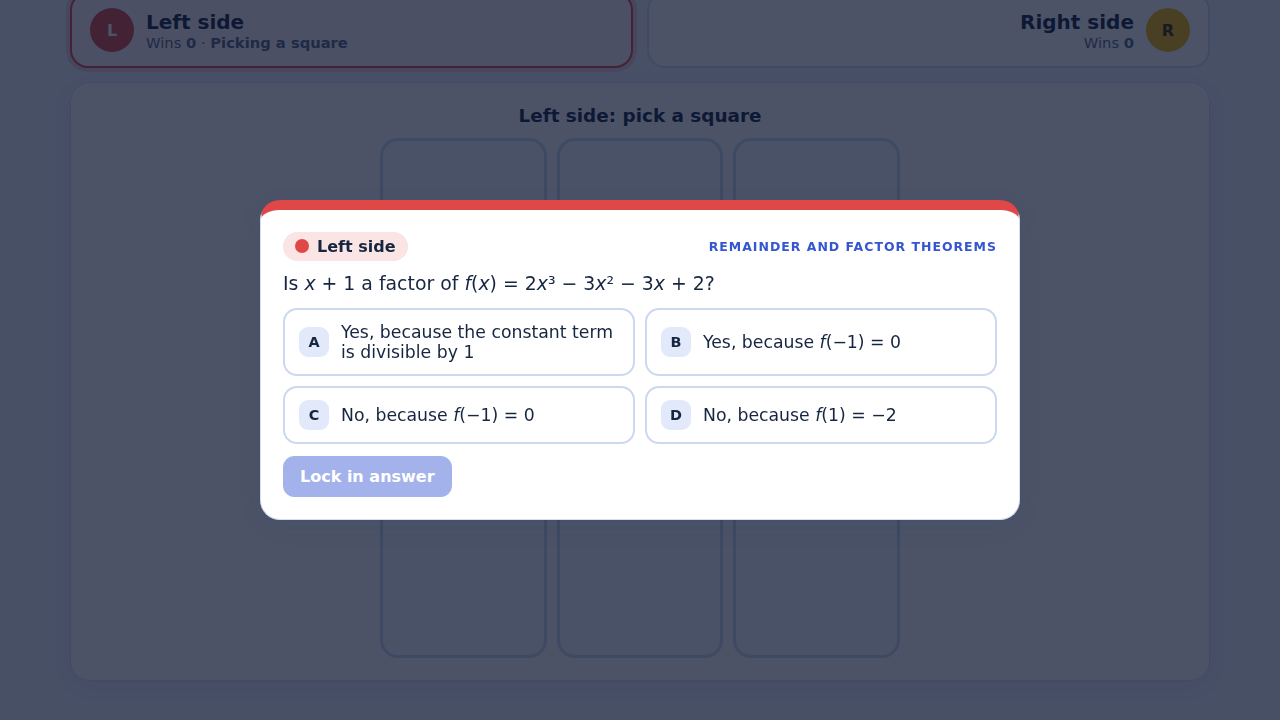 L
Left side
Wins 0 · Picking a square
Right side
Wins 0
R
Left side: pick a square
Left side
REMAINDER AND FACTOR THEOREMS
Is x + 1 a factor of f(x) = 2x³ − 3x² − 3x + 2?
A
Yes, because the constant term
is divisible by 1
B
Yes, because f(−1) = 0
C
No, because f(−1) = 0
D
No, because f(1) = −2
Lock in answer